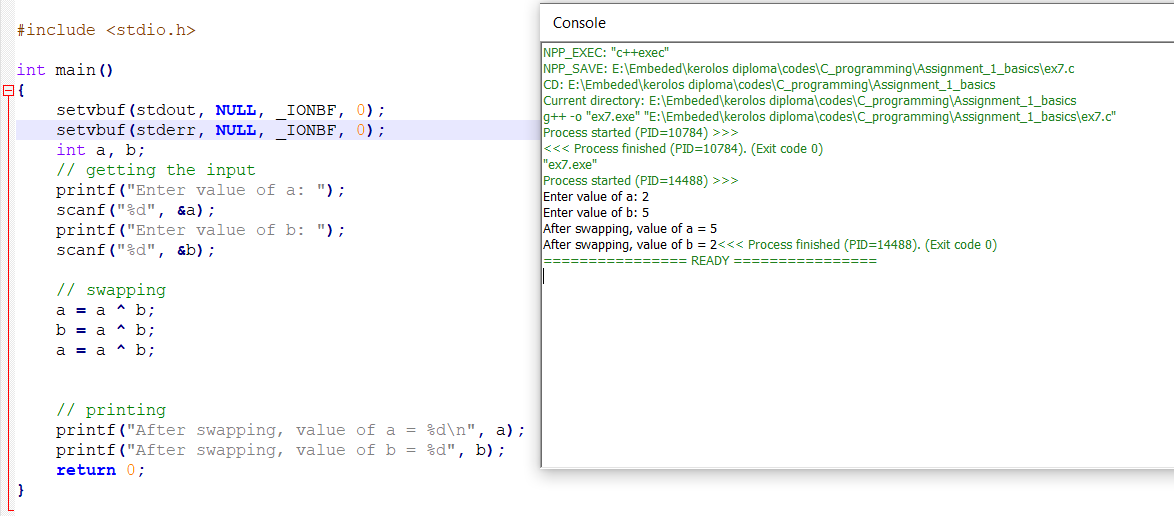 #include <stdio.h>
int main()
{
    setvbuf(stdout, NULL, _IONBF, 0);
    setvbuf(stderr, NULL, _IONBF, 0);
    int a, b;
    // getting the input
    printf("Enter value of a: ");
    scanf("%d", &a);
    printf("Enter value of b: ");
    scanf("%d", &b);
    // swapping
    a = a ^ b;
    b = a ^ b;
    a = a ^ b;
    // printing
    printf("After swapping, value of a = %d\n", a);
    printf("After swapping, value of b = %d", b);
    return 0;
}
Console
NPP_EXEC: "c++exec"
NPP_SAVE: E:\Embeded\kerolos diploma\codes\C_programming\Assignment_1_basics\ex7.c
CD: E:\Embeded\kerolos diploma\codes\C_programming\Assignment_1_basics
Current directory: E:\Embeded\kerolos diploma\codes\C_programming\Assignment_1_basics
g++ -o "ex7.exe" "E:\Embeded\kerolos diploma\codes\C_programming\Assignment_1_basics\ex7.c"
Process started (PID=10784) >>>
<<< Process finished (PID=10784). (Exit code 0)
"ex7.exe"
Process started (PID=14488) >>>
Enter value of a: 2
Enter value of b: 5
After swapping, value of a = 5
After swapping, value of b = 2<<< Process finished (PID=14488). (Exit code 0)
================ READY ================